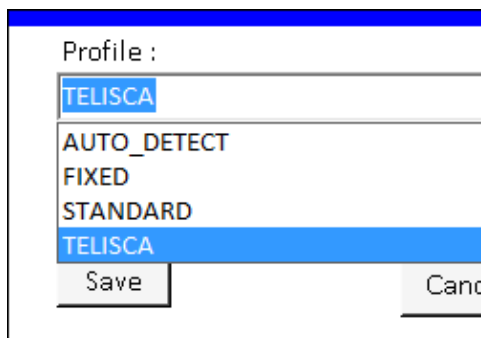 Profile :
TELISCA
AUTO_DETECT
FIXED
STANDARD
TELISCA
Save